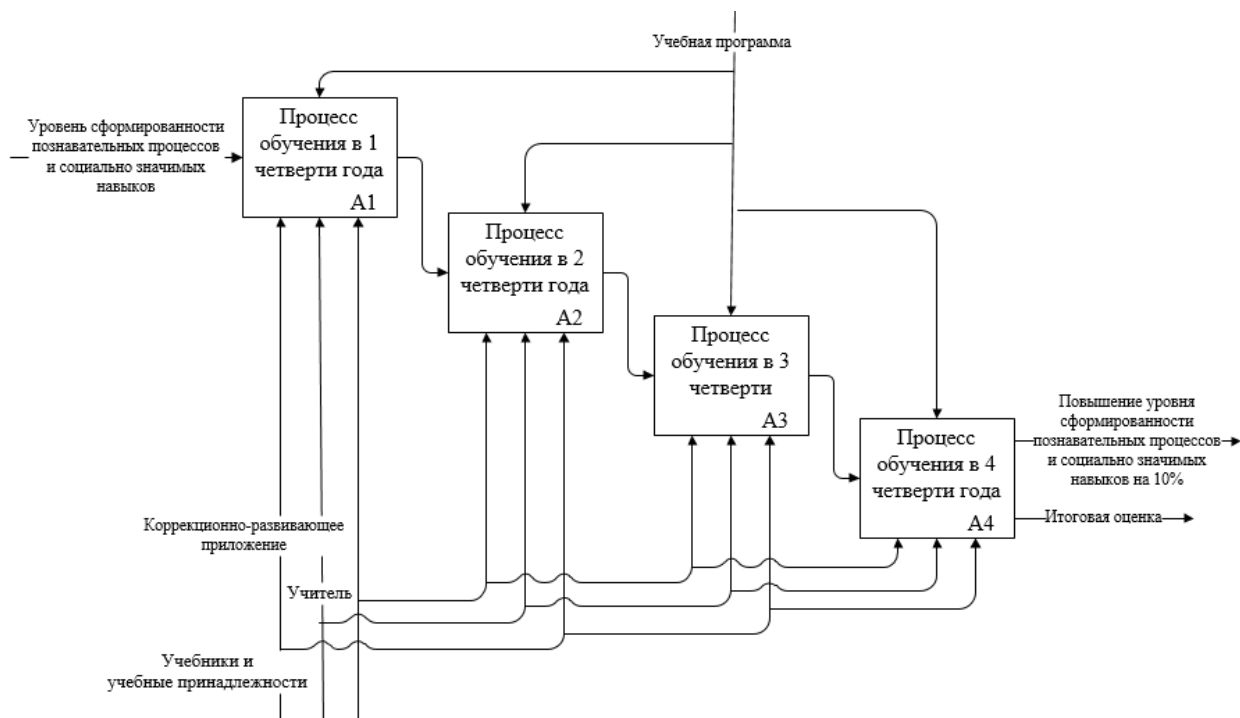 Учебная программа
Процесс
обучения в 1
четверти года
A1
Уровень сформированности
познавательных процессов
и социально значимых
навыков
Процесс
обучения в 2
четверти года
A2
Процесс
обучения в 3
четверти
A3
Процесс
обучения в 4
четверти года
A4
Повышение уровня
сформированности
познавательных процессов
и социально значимых
навыков на 10%
Итоговая оценка
Коррекционно-развивающее
приложение
Учитель
Учебники и
учебные принадлежности